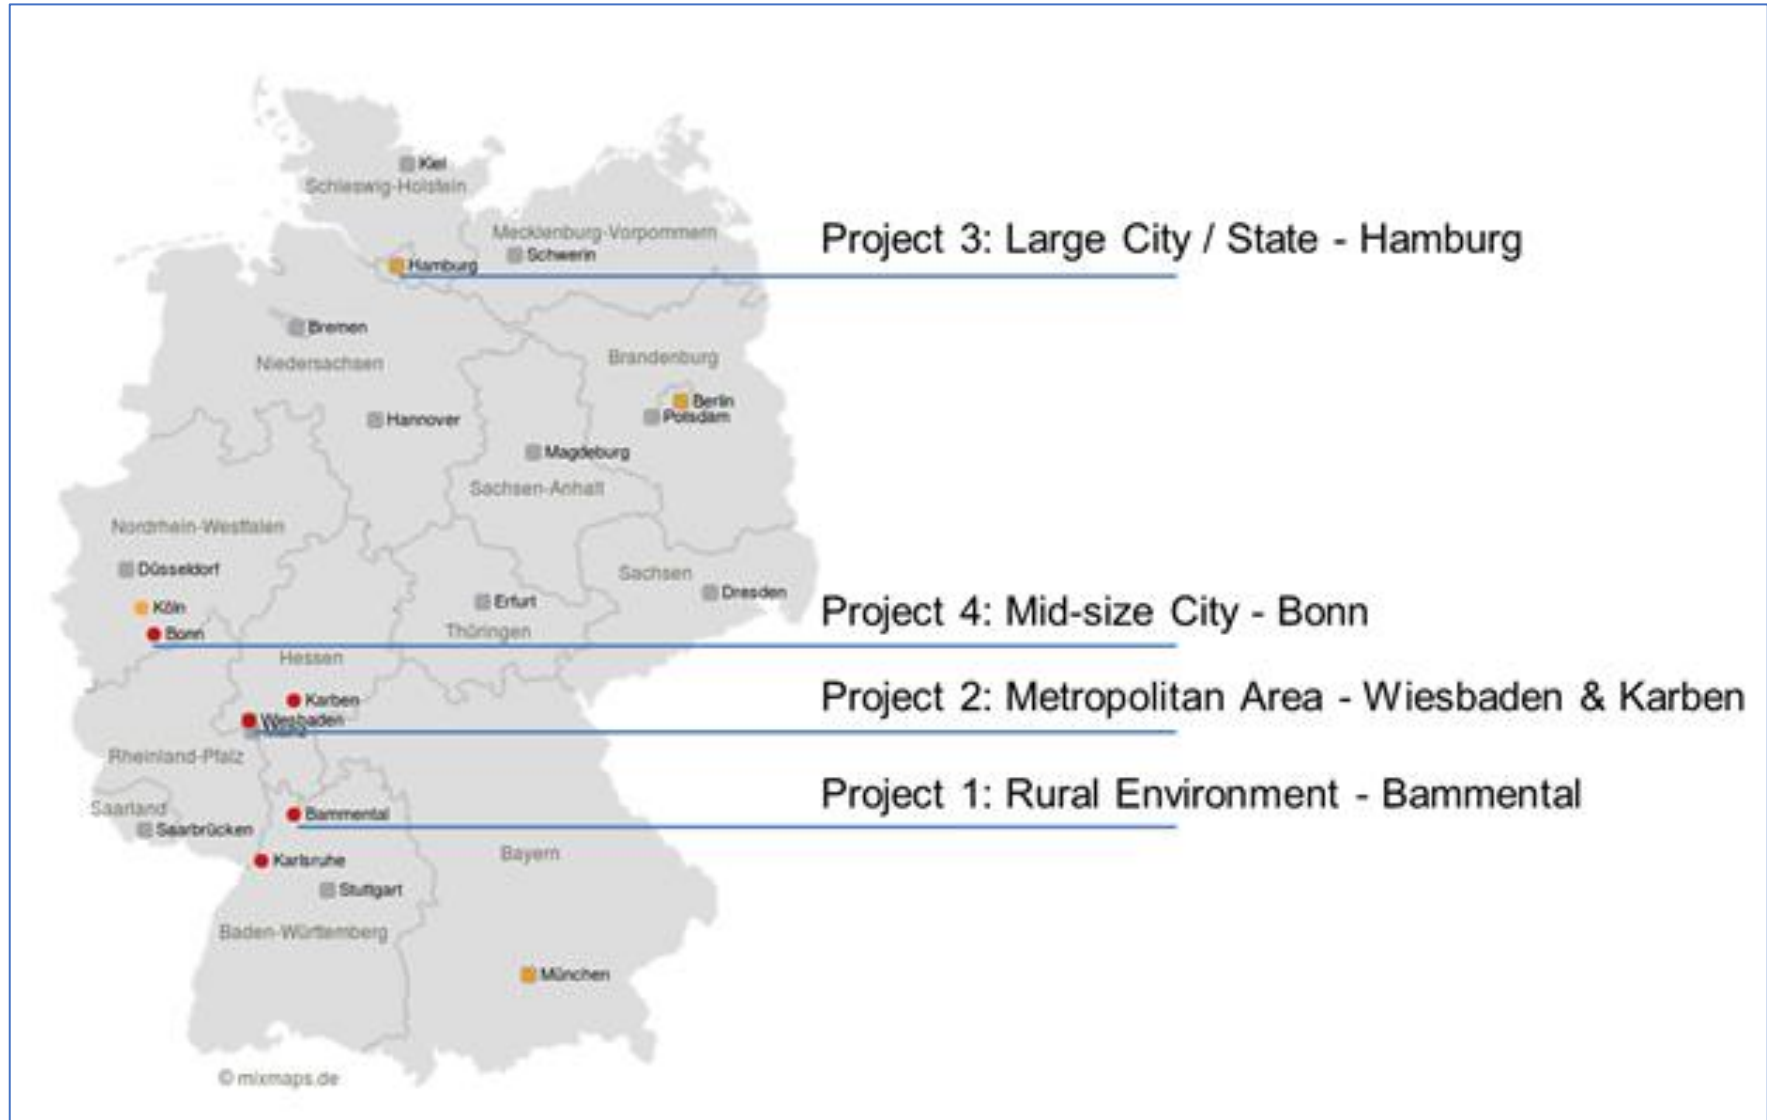 Kiel
Schleswig-Holstein
Mecklenburg-Vorpommern
Schwerin
Project 3: Large City / State - Hamburg
Hamburg
Bremen
Niedersachsen
Brandenburg
Berlin
Potsdam
Hannover
Magdeburg
Sachsen-Anhalt
Nordrhein-Westfalen
Düsseldorf
Sachsen
Dresden
Köln
Erfurt
Project 4: Mid-size City - Bonn
Bonn
Thüringen
Hessen
Karben
Project 2: Metropolitan Area - Wiesbaden & Karben
Wiesbaden
Mainz
Rheinland-Pfalz
Project 1: Rural Environment - Bammental
Saarland
Bammental
Saarbrücken
Bayern
Karlsruhe
Stuttgart
Baden-Württemberg
München
© mixmaps.de